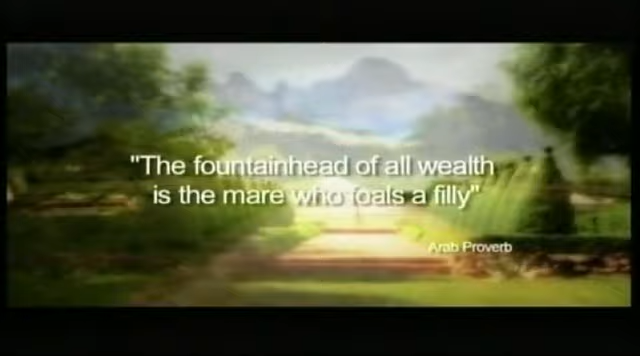 "The fountainhead of all wealth
is the mare who foals a filly"
Arab Proverb